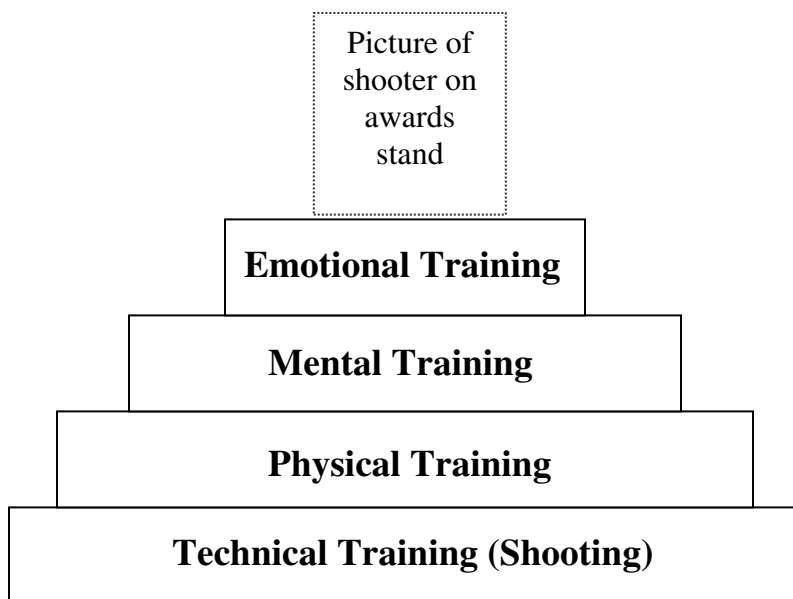 Picture of
shooter on
awards
stand
Emotional Training
Mental Training
Physical Training
Technical Training (Shooting)